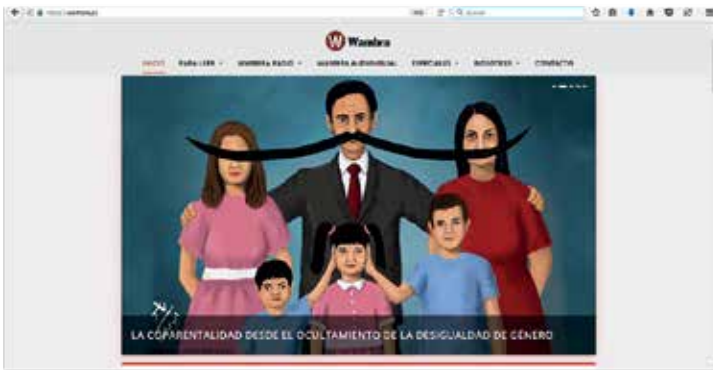 Wambra
INICIO PARA LEER WAMBRA RADIO WAMBRA AUDIOVISUAL ESPECIALES NOSOTROS CONTACTO
LA COPARENTALIDAD DESDE EL OCULTAMIENTO DE LA DESIGUALDAD DE GÉNERO